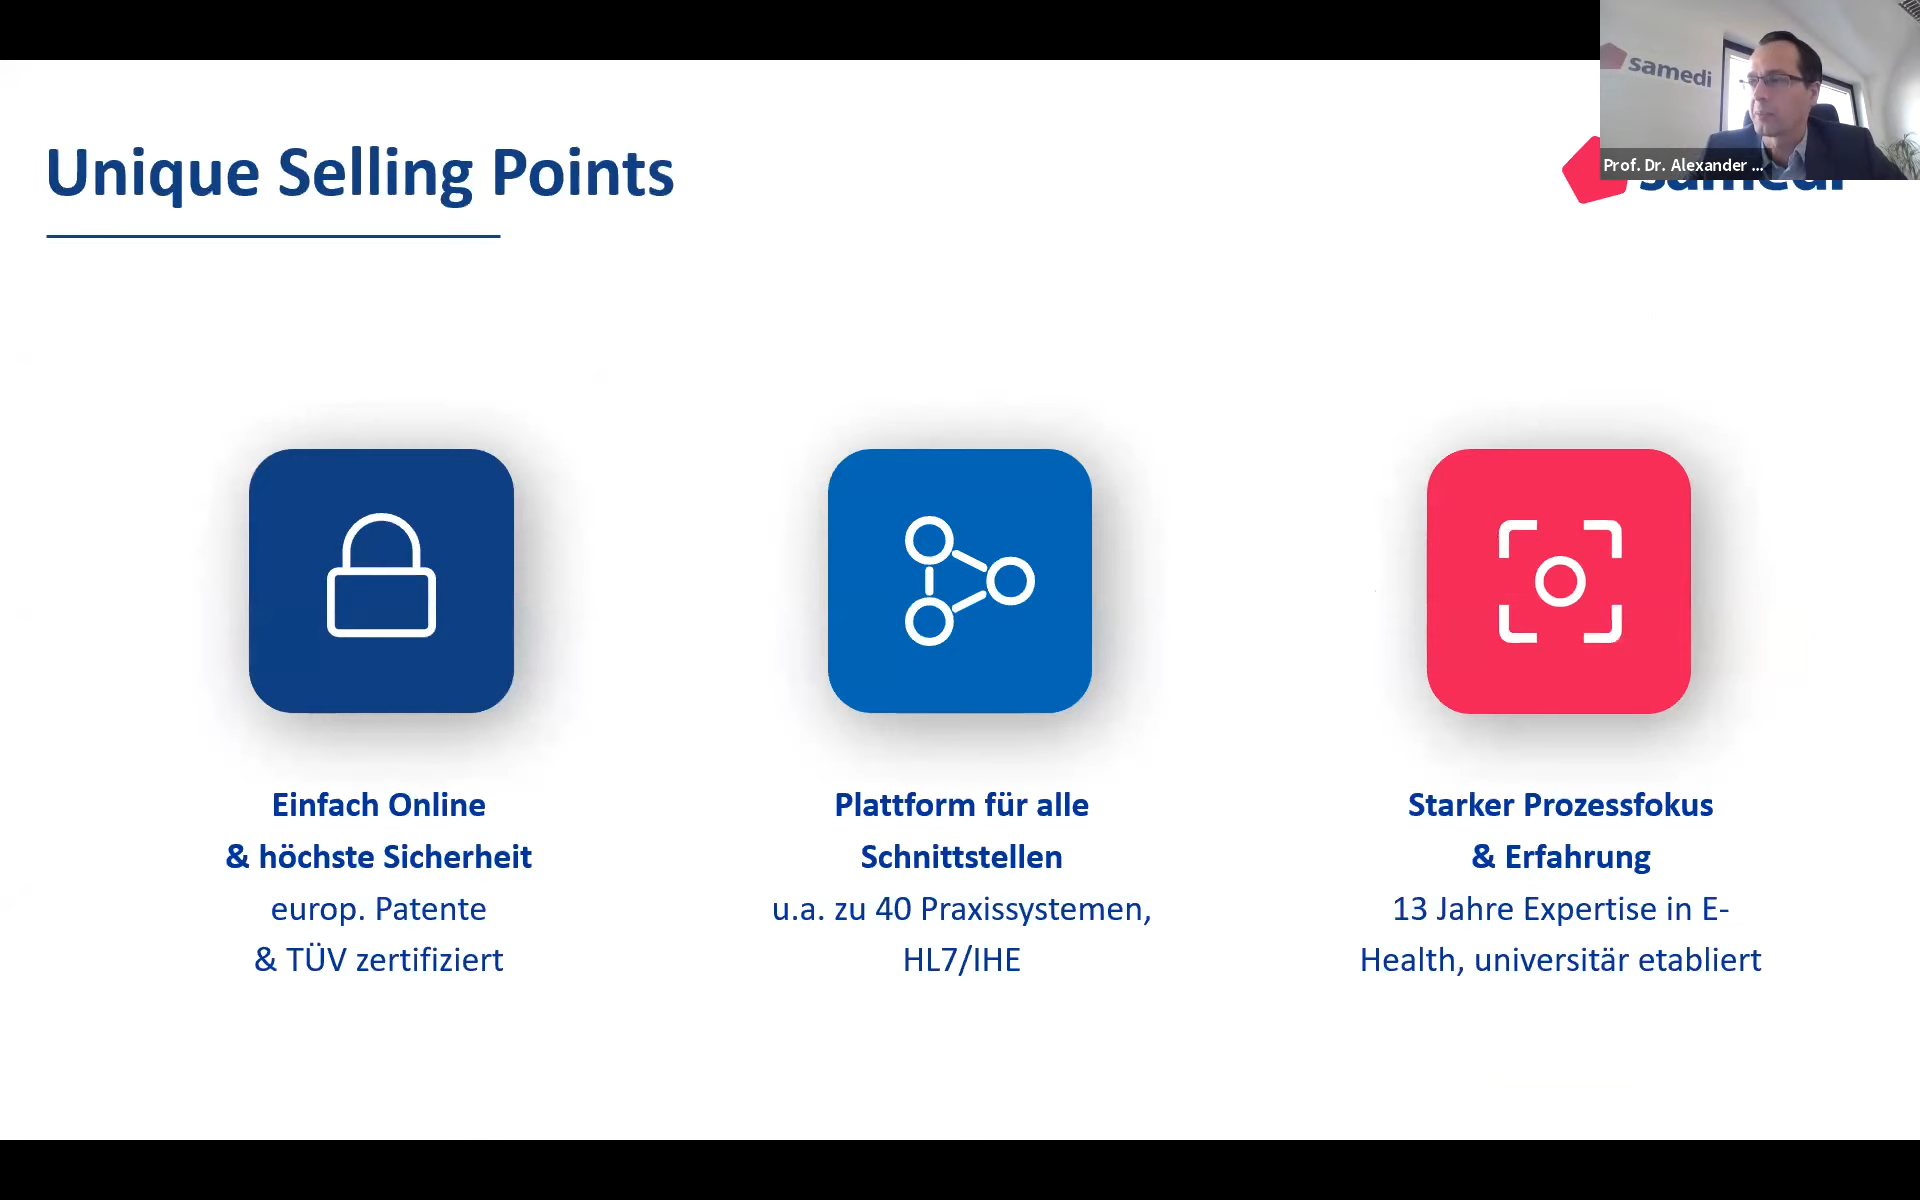 samedi
Prof. Dr. Alexander ...
Unique Selling Points
samedi
Einfach Online
& höchste Sicherheit
europ. Patente
& TÜV zertifiziert
Plattform für alle
Schnittstellen
u.a. zu 40 Praxissystemen,
HL7/IHE
Starker Prozessfokus
& Erfahrung
13 Jahre Expertise in E-
Health, universitär etabliert